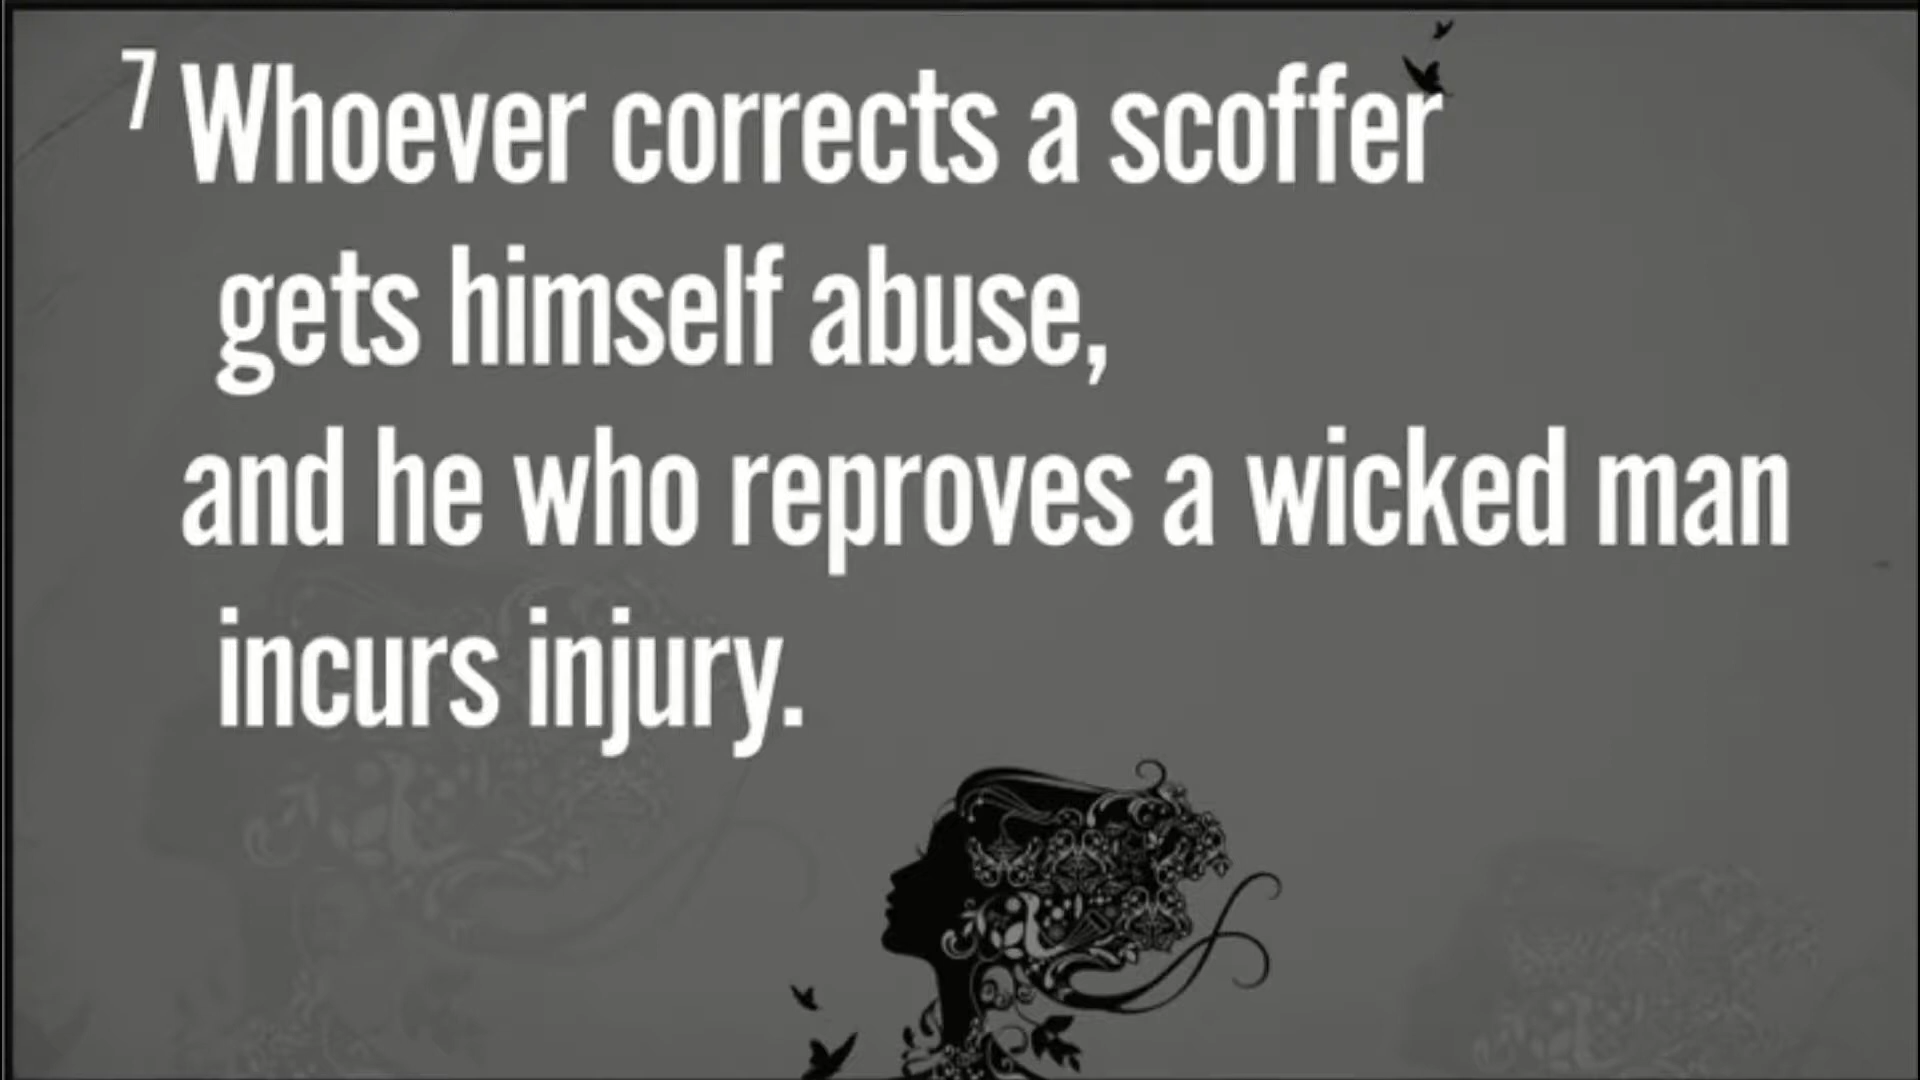 7 Whoever corrects a scoffer
gets himself abuse,
and he who reproves a wicked man
incurs injury.